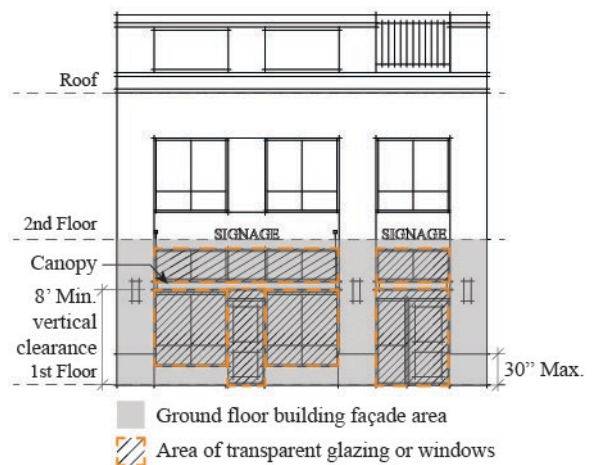 Roof
2nd Floor
SIGNAGE
SIGNAGE
Canopy
8’ Min.
vertical
clearance
1st Floor
30” Max.
Ground floor building façade area
Area of transparent glazing or windows